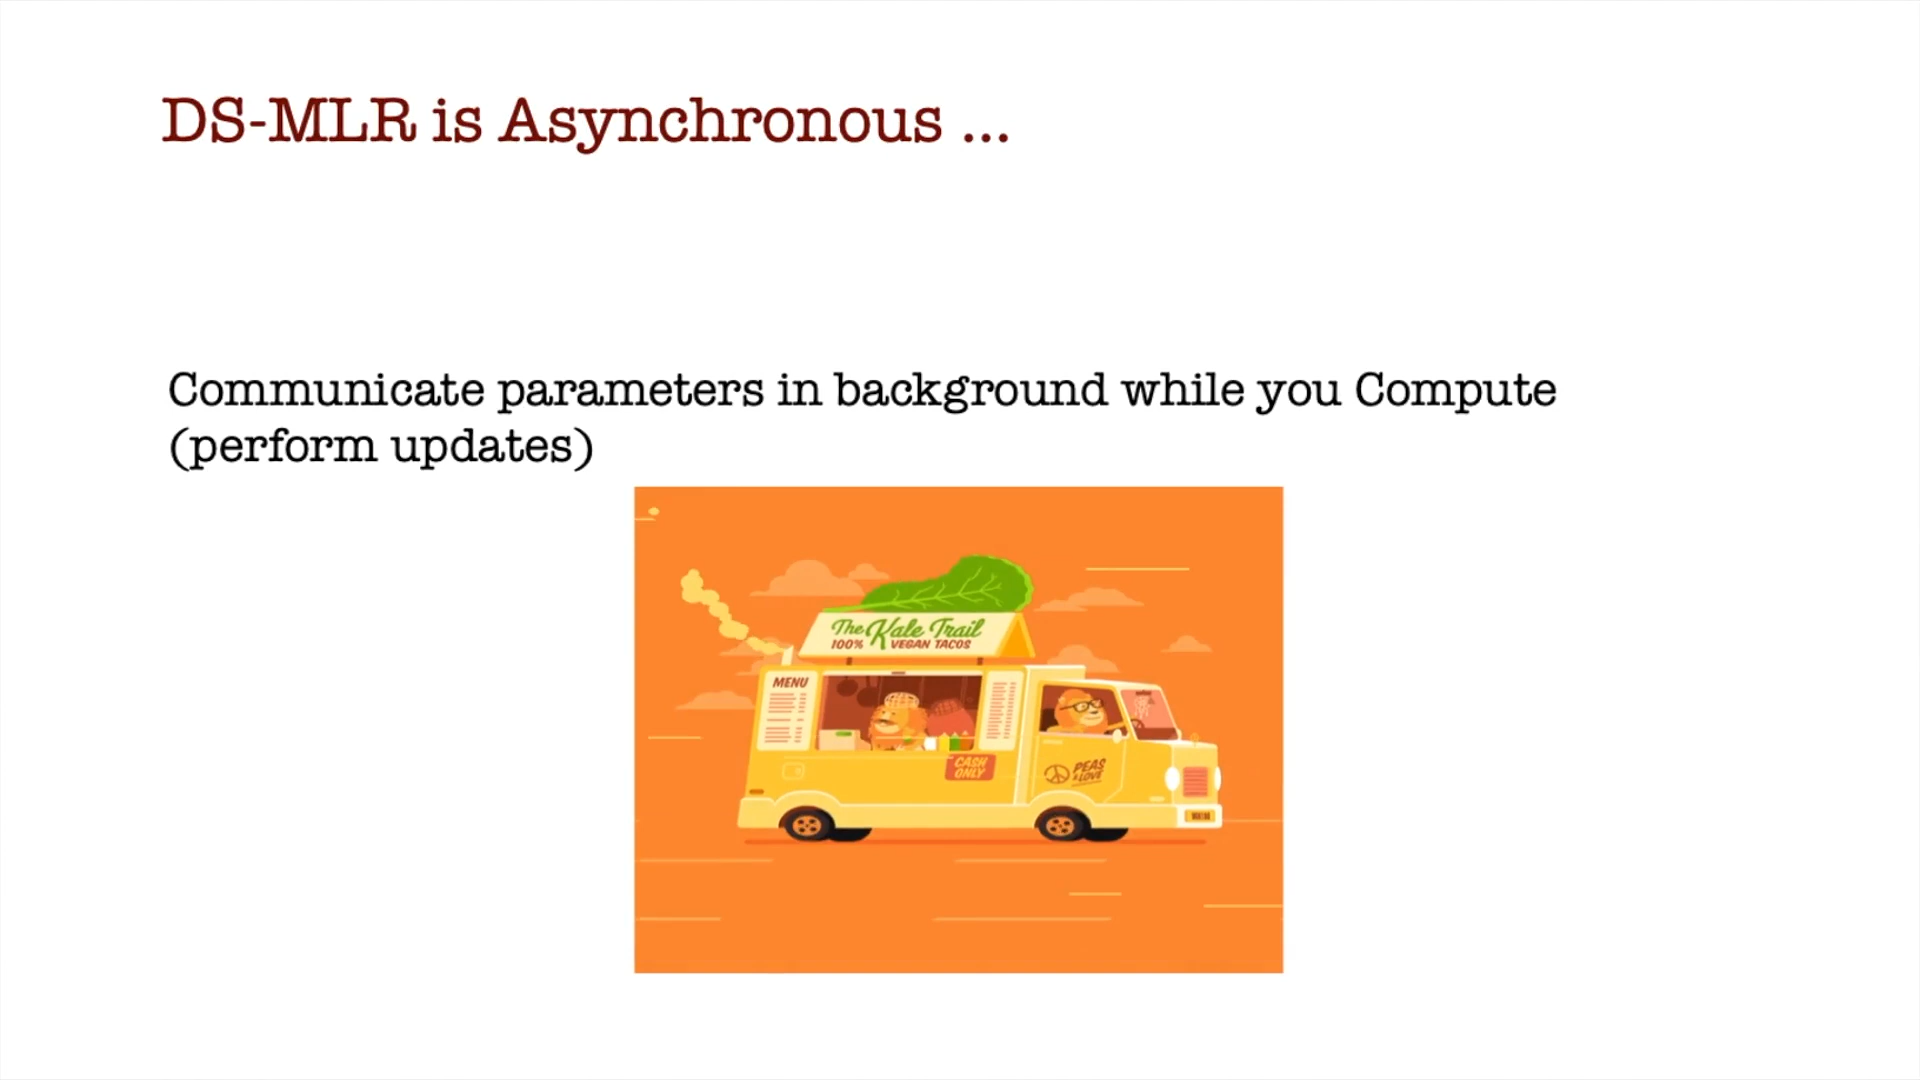 DS-MLR is Asynchronous ...
Communicate parameters in background while you Compute
(perform updates)
The Kale Trail
100% VEGAN TACOS
MENU
CASH
ONLY
PEAS
& LOVE